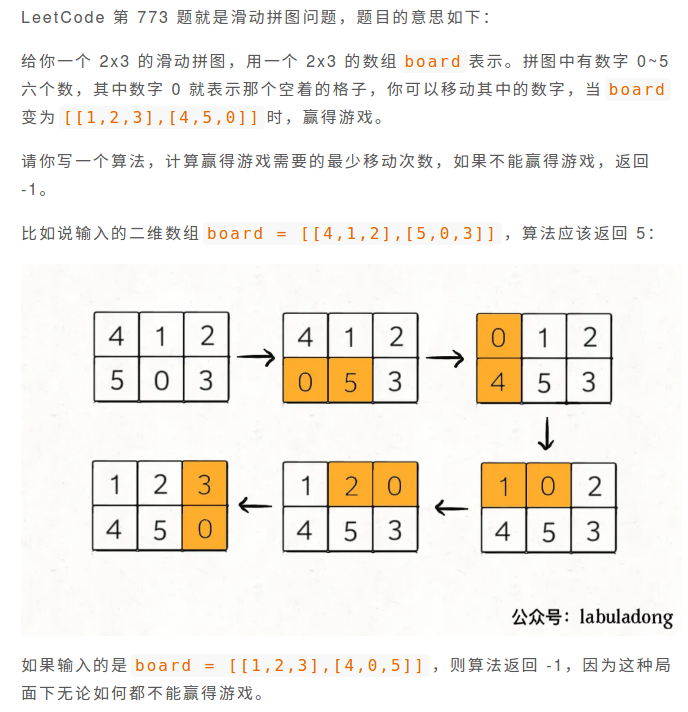 LeetCode 第 773 题就是滑动拼图问题，题目的意思如下：
给你一个 2x3 的滑动拼图，用一个 2x3 的数组 board 表示。拼图中有数字 0~5
六个数，其中数字 0 就表示那个空着的格子，你可以移动其中的数字，当 board
变为 [[1,2,3],[4,5,0]] 时，赢得游戏。
请你写一个算法，计算赢得游戏需要的最少移动次数，如果不能赢得游戏，返回
-1。
比如说输入的二维数组 board = [[4,1,2],[5,0,3]] ，算法应该返回 5：
4 1 2
5 0 3
4 1 2
0 5 3
0 1 2
4 5 3
1 0 2
4 5 3
1 2 0
4 5 3
1 2 3
4 5 0
公众号：labuladong
如果输入的是 board = [[1,2,3],[4,0,5]] ，则算法返回 -1，因为这种局
面下无论如何都不能赢得游戏。